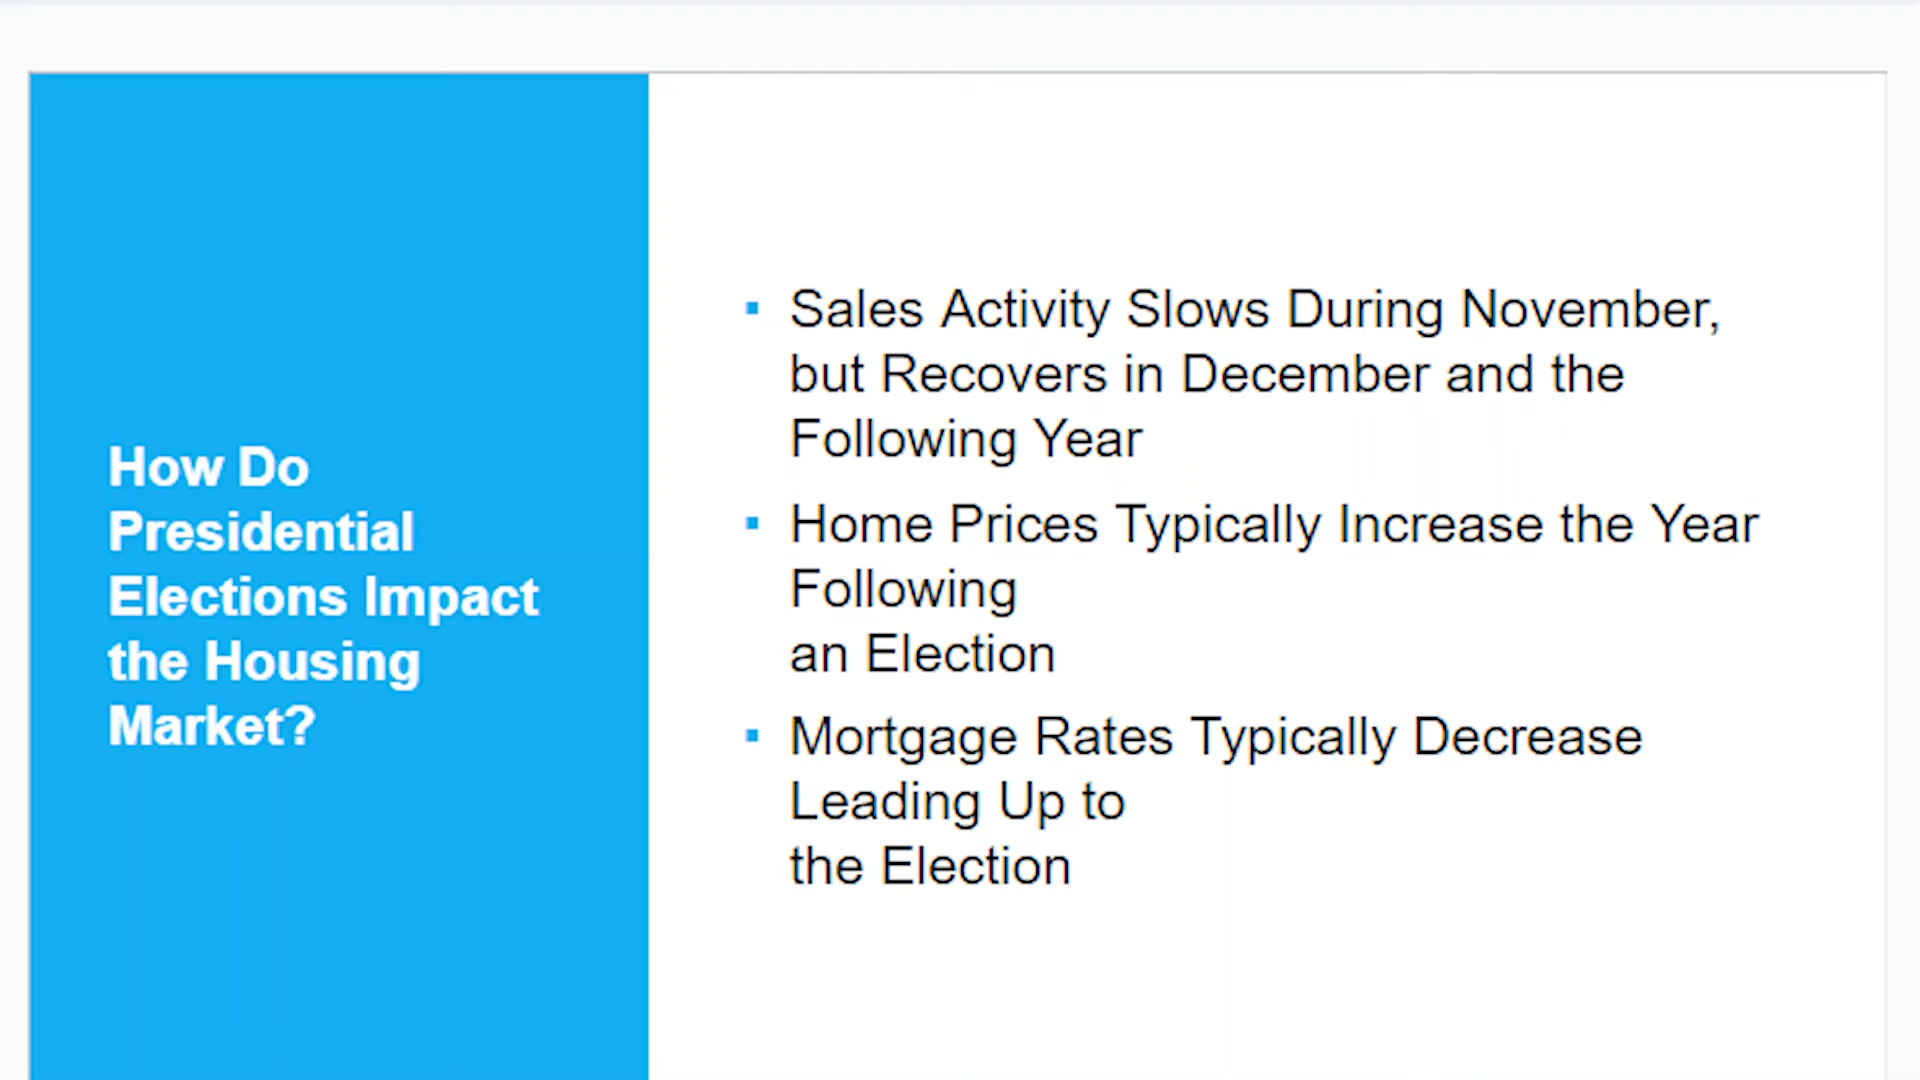 How Do
Presidential
Elections Impact
the Housing
Market?
Sales Activity Slows During November,
but Recovers in December and the
Following Year
Home Prices Typically Increase the Year
Following
an Election
Mortgage Rates Typically Decrease
Leading Up to
the Election